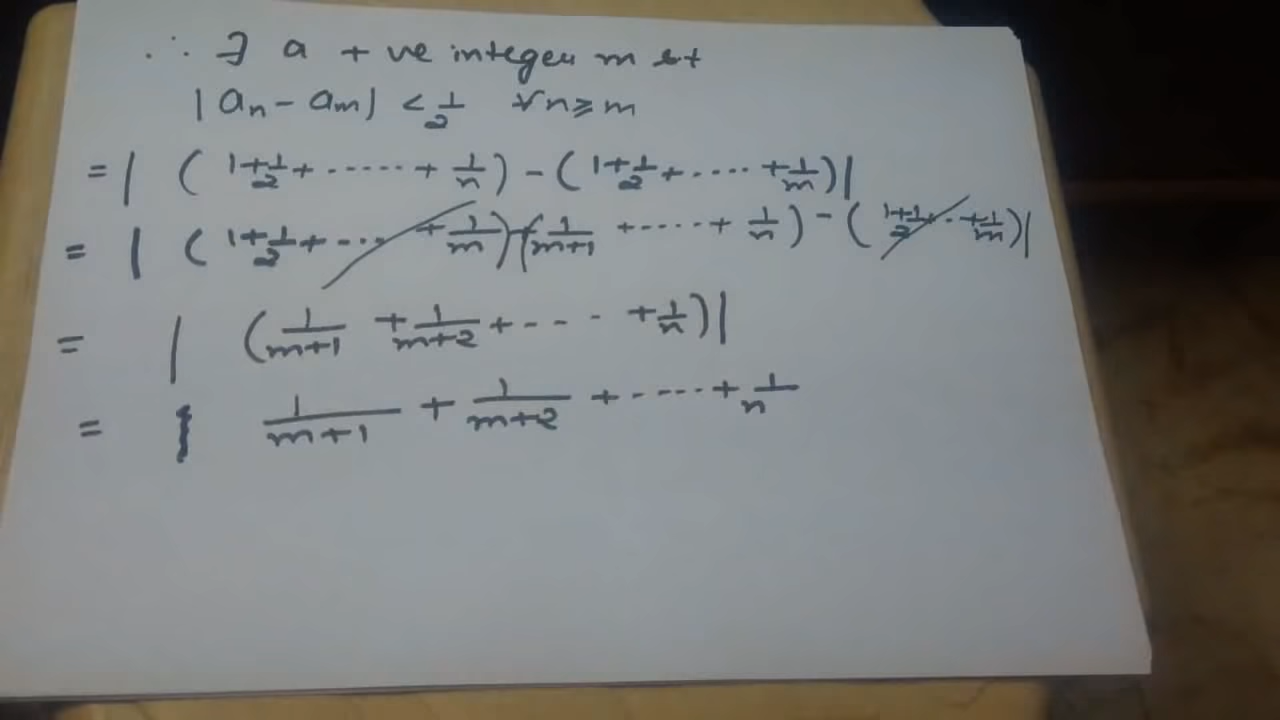 ∴ ∃ a +ve integer m st
|aₙ - aₘ| < 1/2 ∀ n ≥ m
= | (1+1/2+ ······ + 1/n) - (1+1/2+ ···· +1/m)|
= | (1+1/2+ ··· +1/m)+(1/(m+1) + ····· + 1/n) - (1+1/2+ ·· +1/m)|
= | (1/(m+1) + 1/(m+2) + ···· + 1/n)|
= 1/(m+1) + 1/(m+2) + ····· + 1/n